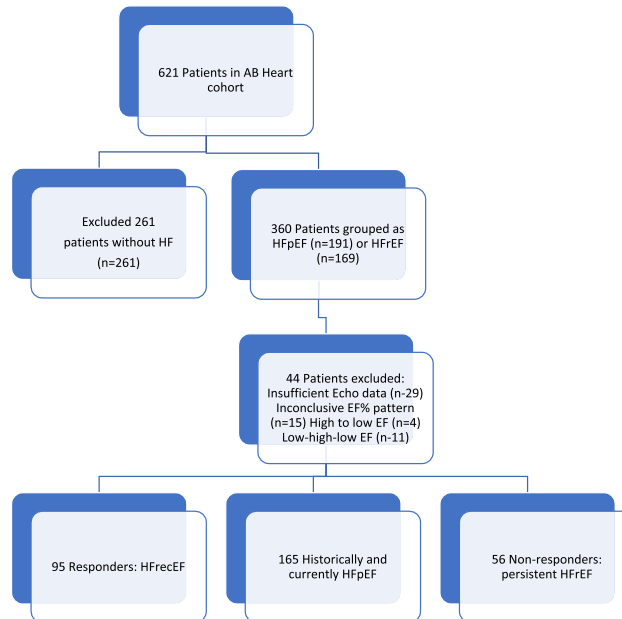 621 Patients in AB Heart
cohort
Excluded 261
patients without HF
(n=261)
360 Patients grouped as
HFpEF (n=191) or HFrEF
(n=169)
44 Patients excluded:
Insufficient Echo data (n-29)
Inconclusive EF% pattern
(n=15) High to low EF (n=4)
Low-high-low EF (n-11)
95 Responders: HFrecEF
165 Historically and
currently HFpEF
56 Non-responders:
persistent HFrEF